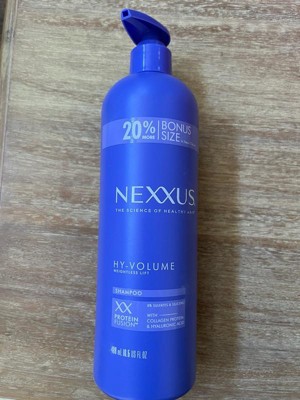 20% MORE BONUS SIZE
NEXXUS
THE SCIENCE OF HEALTHY HAIR
HY-VOLUME
WEIGHTLESS LIFT
SHAMPOO
XX
PROTEIN
FUSION
WITH
COLLAGEN PROTEIN
& HYALURONIC ACID